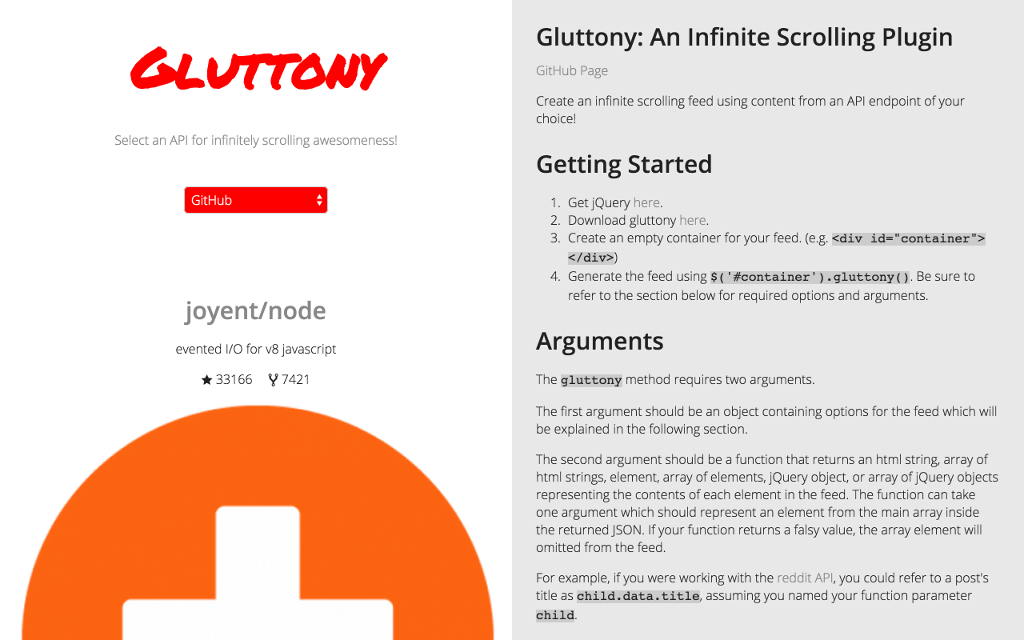 Gluttony
Select an API for infinitely scrolling awesomeness!
GitHub
joyent/node
evented I/O for v8 javascript
33166 7421
Gluttony: An Infinite Scrolling Plugin
GitHub Page
Create an infinite scrolling feed using content from an API endpoint of your
choice!
Getting Started
1. Get jQuery here.
2. Download gluttony here.
3. Create an empty container for your feed. (e.g. <div id="container">
</div>)
4. Generate the feed using $('#container').gluttony(). Be sure to
refer to the section below for required options and arguments.
Arguments
The gluttony method requires two arguments.
The first argument should be an object containing options for the feed which will
be explained in the following section.
The second argument should be a function that returns an html string, array of
html strings, element, array of elements, jQuery object, or array of jQuery objects
representing the contents of each element in the feed. The function can take
one argument which should represent an element from the main array inside
the returned JSON. If your function returns a falsy value, the array element will
omitted from the feed.
For example, if you were working with the reddit API, you could refer to a post's
title as child.data.title, assuming you named your function parameter
child.